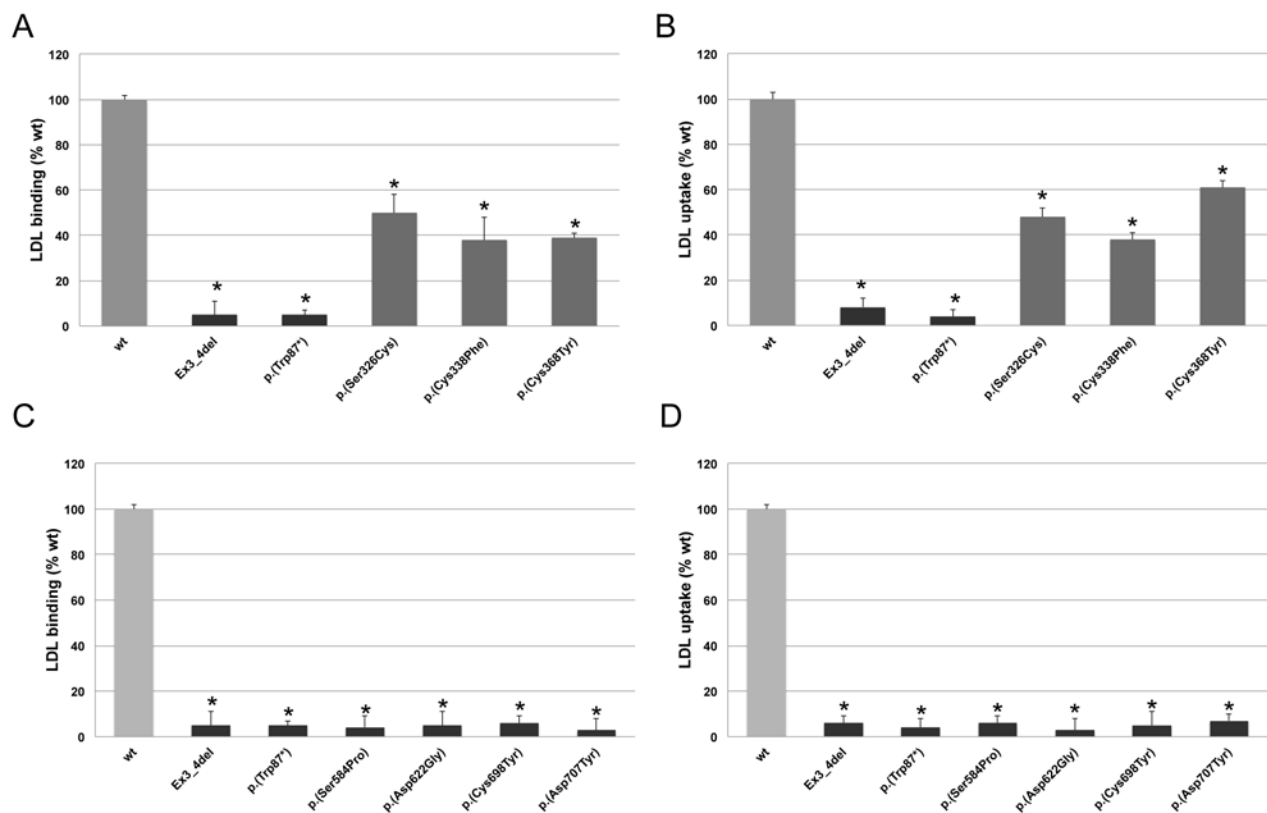 A
120
100
80
60
40
20
0
LDL binding (% wt)
* * * * *
wt
Ex3_4del
p.(Trp87*)
p.(Ser326Cys)
p.(Cys338Phe)
p.(Cys368Tyr)
B
120
100
80
60
40
20
0
LDL uptake (% wt)
* * * * *
wt
Ex3_4del
p.(Trp87*)
p.(Ser326Cys)
p.(Cys338Phe)
p.(Cys368Tyr)
C
120
100
80
60
40
20
0
LDL binding (% wt)
* * * * * *
wt
Ex3_4del
p.(Trp87*)
p.(Ser584Pro)
p.(Asp622Gly)
p.(Cys698Tyr)
p.(Asp707Tyr)
D
120
100
80
60
40
20
0
LDL uptake (% wt)
* * * * * *
wt
Ex3_4del
p.(Trp87*)
p.(Ser584Pro)
p.(Asp622Gly)
p.(Cys698Tyr)
p.(Asp707Tyr)